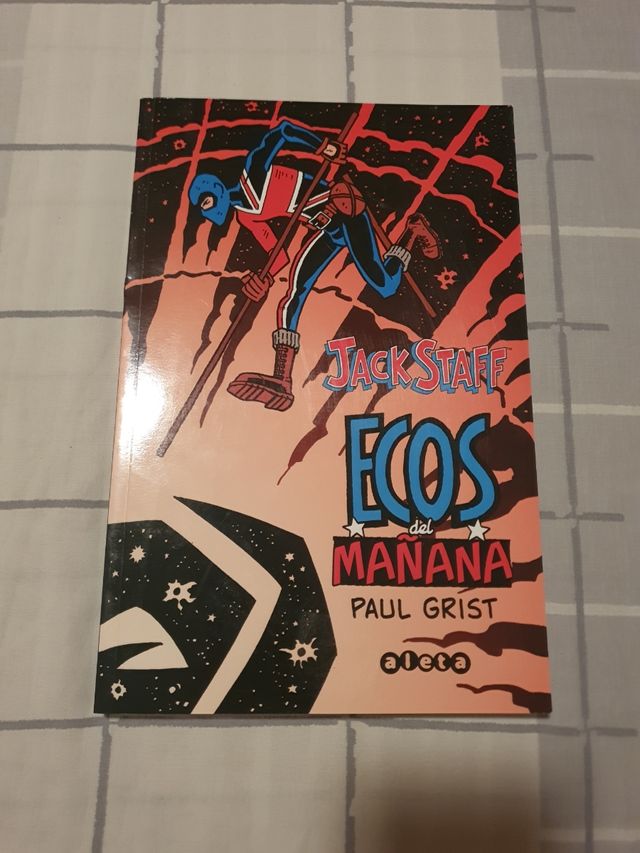 JACK STAFF
ECOS
del
MAÑANA
PAUL GRIST
aleta